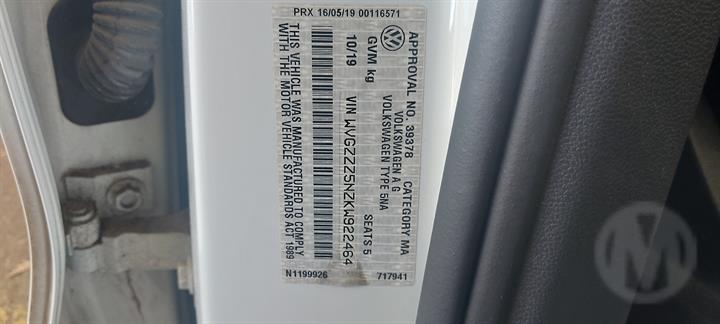 PRX 16/05/19 00116571
APPROVAL NO. 39378 CATEGORY MA
VOLKSWAGEN A G
VOLKSWAGEN TYPE 5NA
GVM kg SEATS 5
10/19
VIN WVGZZZ5NZKW922464
THIS VEHICLE WAS MANUFACTURED TO COMPLY
WITH THE MOTOR VEHICLE STANDARDS ACT 1989
N1199926 717941
M